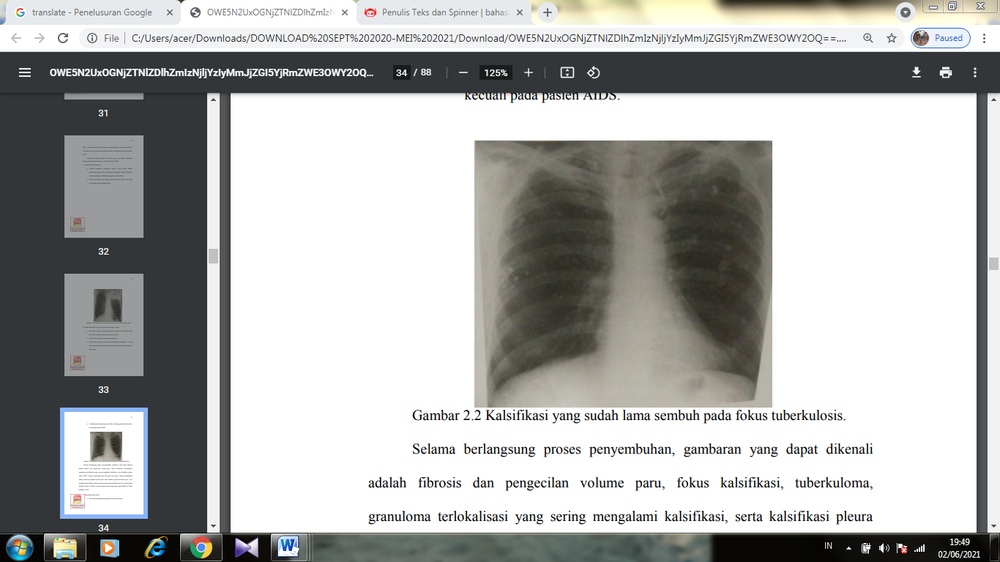 translate - Penelusuran Google
OWE5N2UxOGNjZTNlZDlhZmIzN
Penulis Teks dan Spinner | bahasa
File
C:/Users/acer/Downloads/DOWNLOAD%20SEPT%202020-MEI%202021/Download/OWE5N2UxOGNjZTNlZDlhZmIzNjljYzIyMmJjZGI5YjRmZWE3OWY2OQ==....
Paused
OWE5N2UxOGNjZTNlZDlhZmIzNjljYzIyMmJjZGI5YjRmZWE3OWY2OQ...
34 / 88
125%
31
32
33
34
kecuali pada pasien AIDS.
Gambar 2.2 Kalsifikasi yang sudah lama sembuh pada fokus tuberkulosis.
Selama berlangsung proses penyembuhan, gambaran yang dapat dikenali
adalah fibrosis dan pengecilan volume paru, fokus kalsifikasi, tuberkuloma,
granuloma terlokalisasi yang sering mengalami kalsifikasi, serta kalsifikasi pleura
IN
19:49
02/06/2021